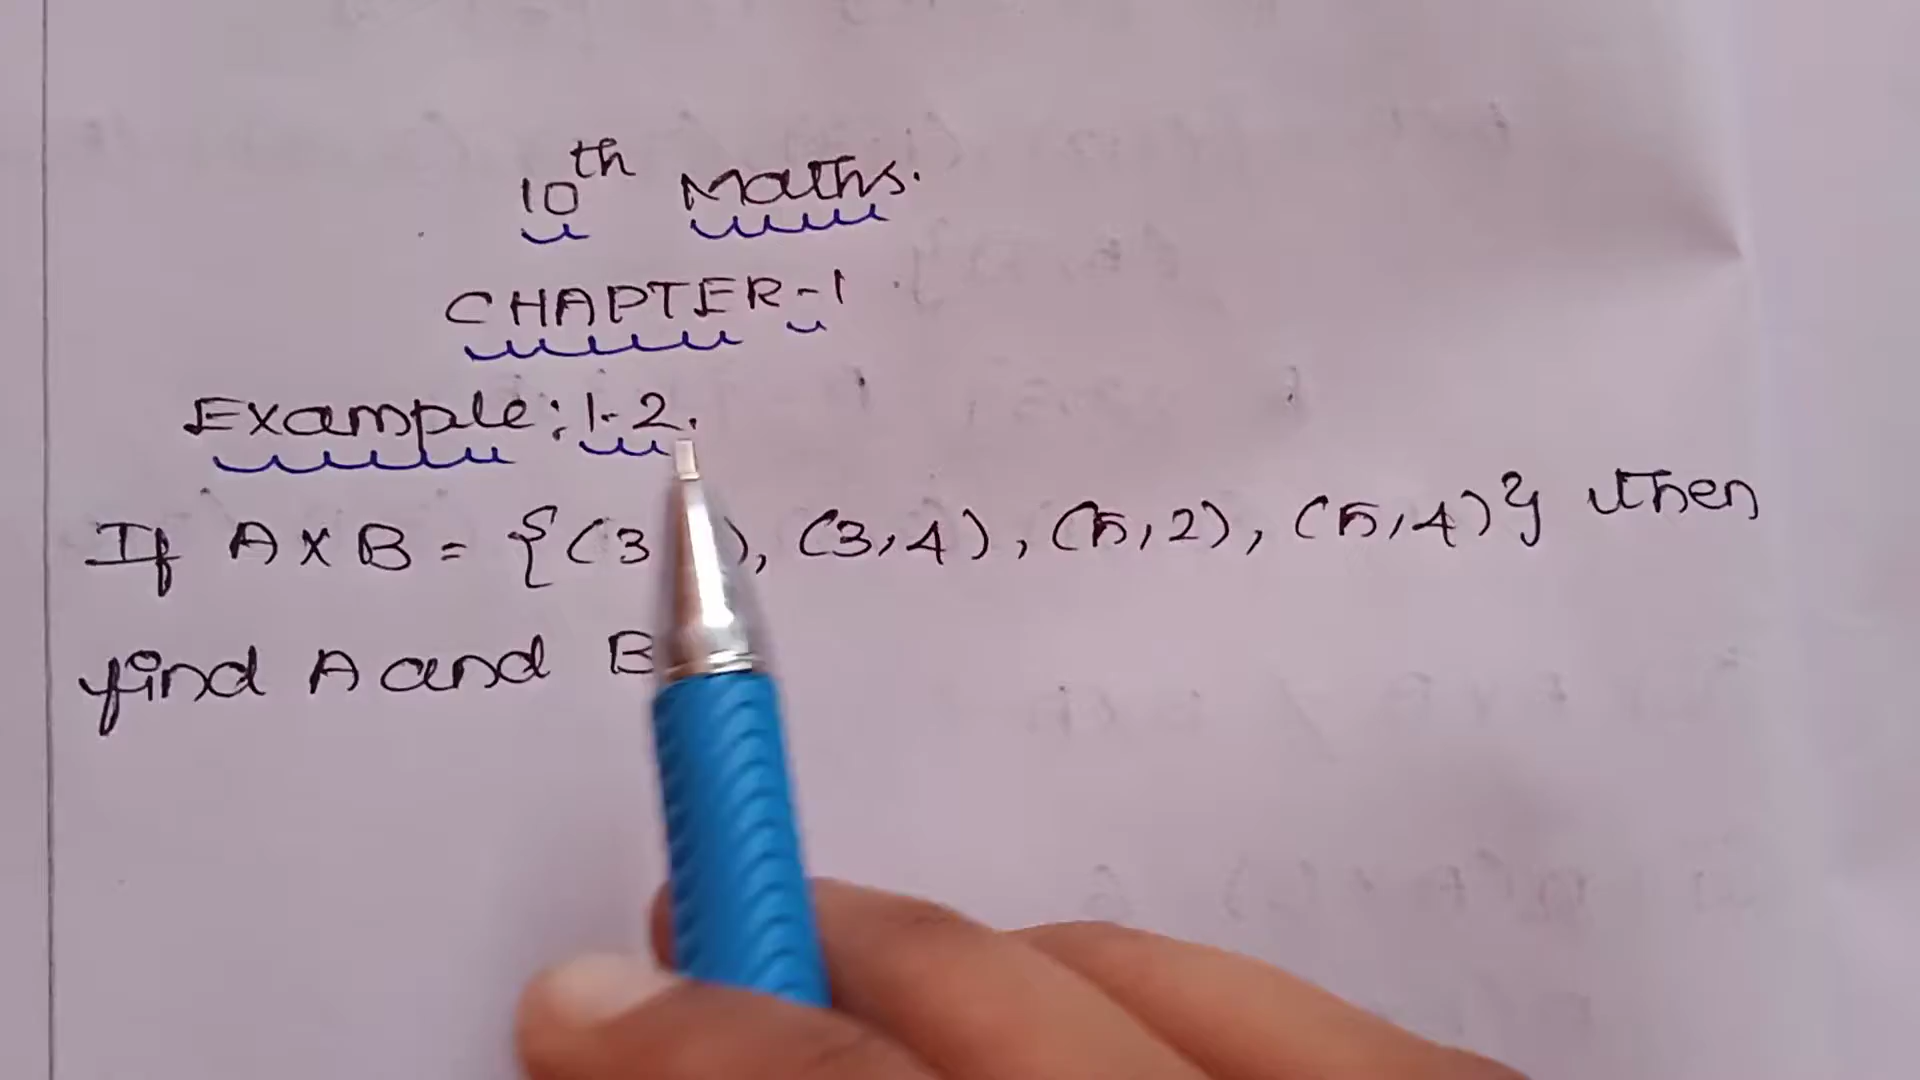 10th Maths.
CHAPTER-1
Example: 1.2.
If A × B = {(3 ), (3,4), (5,2), (5,4)} then
find A and B